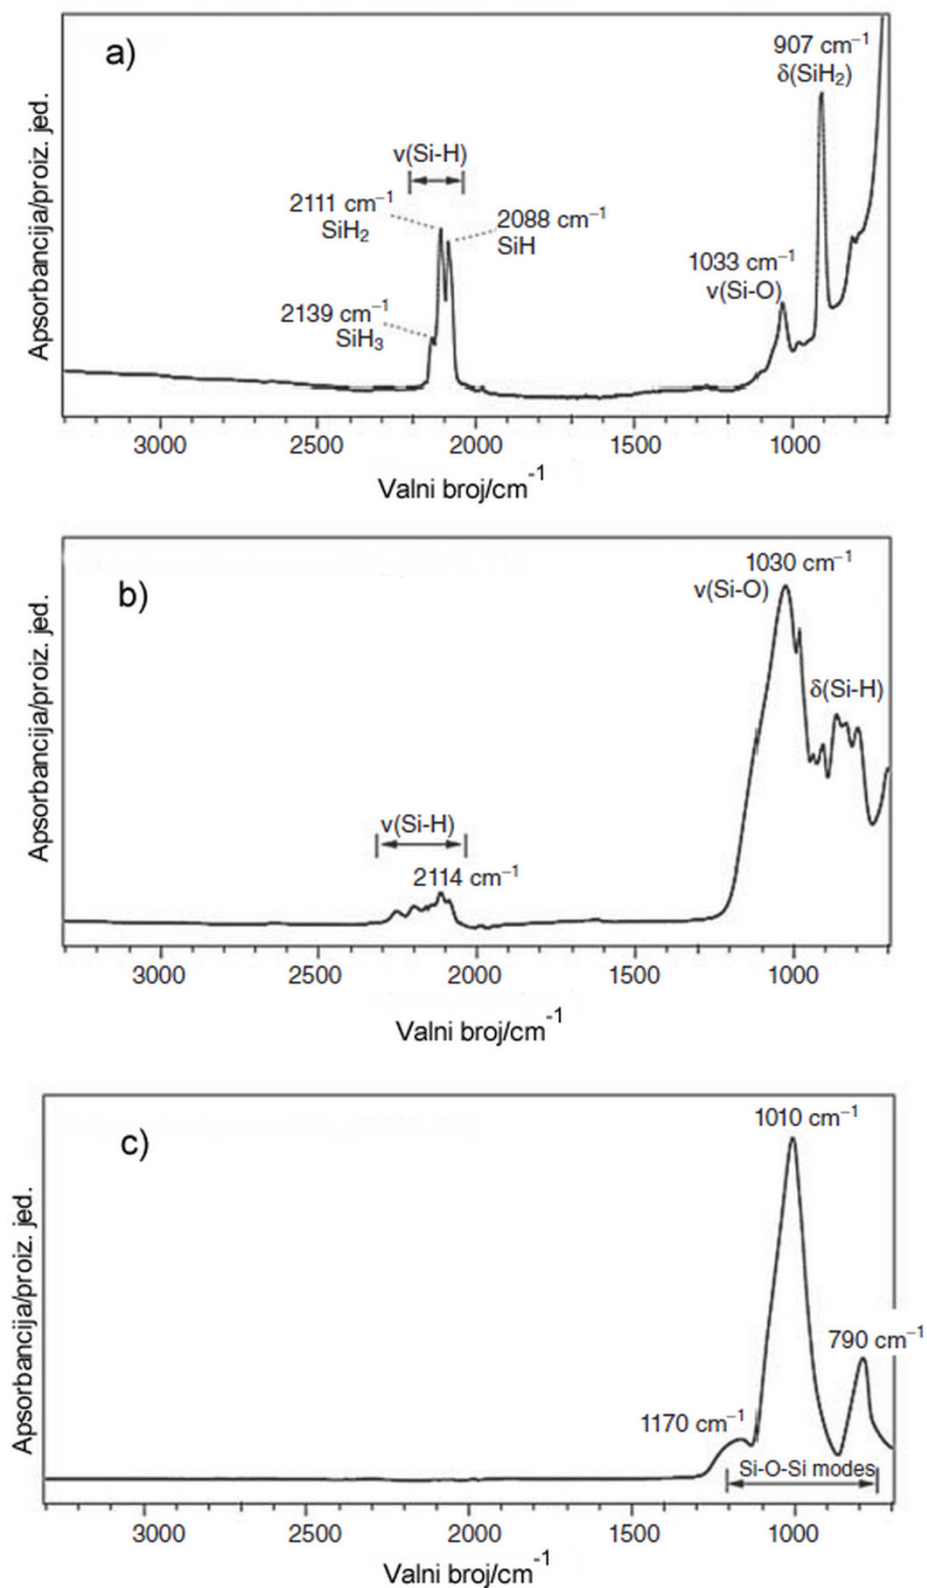 a)
907 cm⁻¹
δ(SiH₂)
ν(Si-H)
2111 cm⁻¹
SiH₂
2088 cm⁻¹
SiH
1033 cm⁻¹
ν(Si-O)
2139 cm⁻¹
SiH₃
Apsorbancija/proiz. jed.
3000 2500 2000 1500 1000
Valni broj/cm⁻¹
b)
1030 cm⁻¹
ν(Si-O)
δ(Si-H)
ν(Si-H)
2114 cm⁻¹
Apsorbancija/proiz. jed.
3000 2500 2000 1500 1000
Valni broj/cm⁻¹
c)
1010 cm⁻¹
790 cm⁻¹
1170 cm⁻¹
Si-O-Si modes
Apsorbancija/proiz. jed.
3000 2500 2000 1500 1000
Valni broj/cm⁻¹